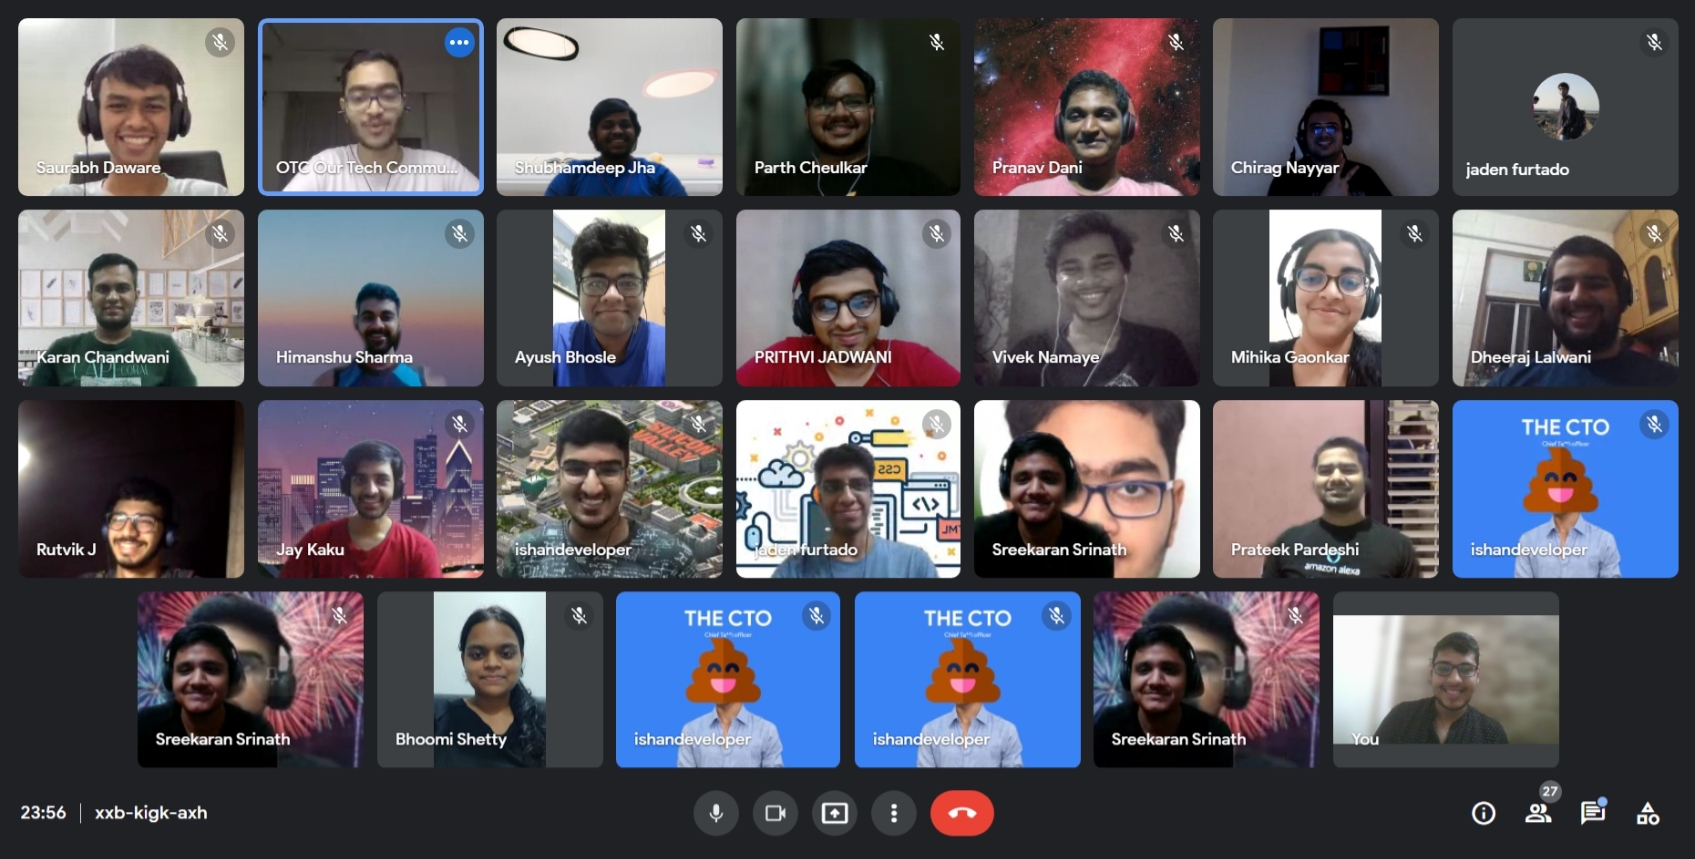 Saurabh Daware
OTC Our Tech Commu...
Shubhamdeep Jha
Parth Cheulkar
Pranav Dani
Chirag Nayyar
jaden furtado
Karan Chandwani
CAPE CORAL
Himanshu Sharma
Ayush Bhosle
PRITHVI JADWANI
Vivek Namaye
Mihika Gaonkar
Dheeraj Lalwani
Rutvik J
Jay Kaku
SILICON
VALLEY
ishandeveloper
CSS
</>
jaden furtado
Sreekaran Srinath
Prateek Pardeshi
amazon alexa
THE CTO
ishandeveloper
Sreekaran Srinath
Bhoomi Shetty
THE CTO
ishandeveloper
THE CTO
ishandeveloper
Sreekaran Srinath
You
23:56 | xxb-kigk-axh
27